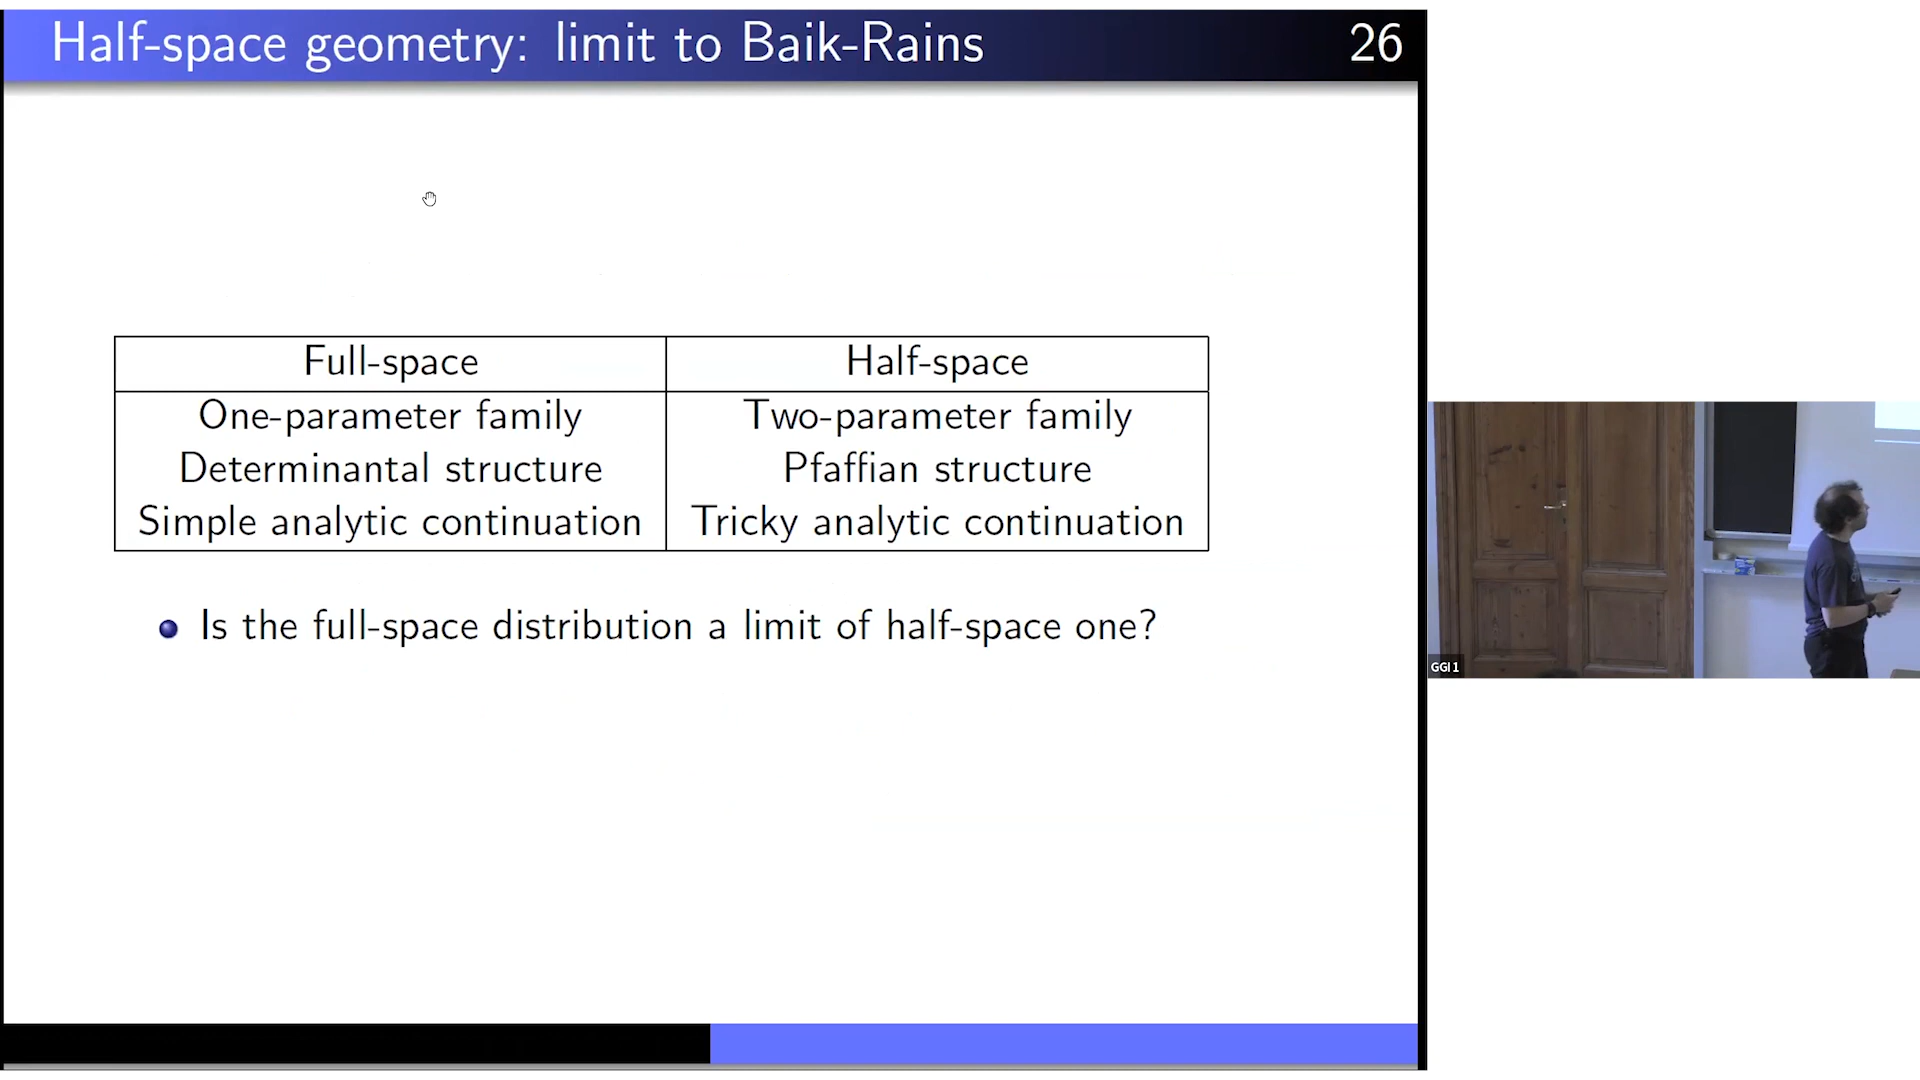 Half-space geometry: limit to Baik-Rains 26
Full-space Half-space
One-parameter family Two-parameter family
Determinantal structure Pfaffian structure
Simple analytic continuation Tricky analytic continuation
Is the full-space distribution a limit of half-space one?
GGI 1